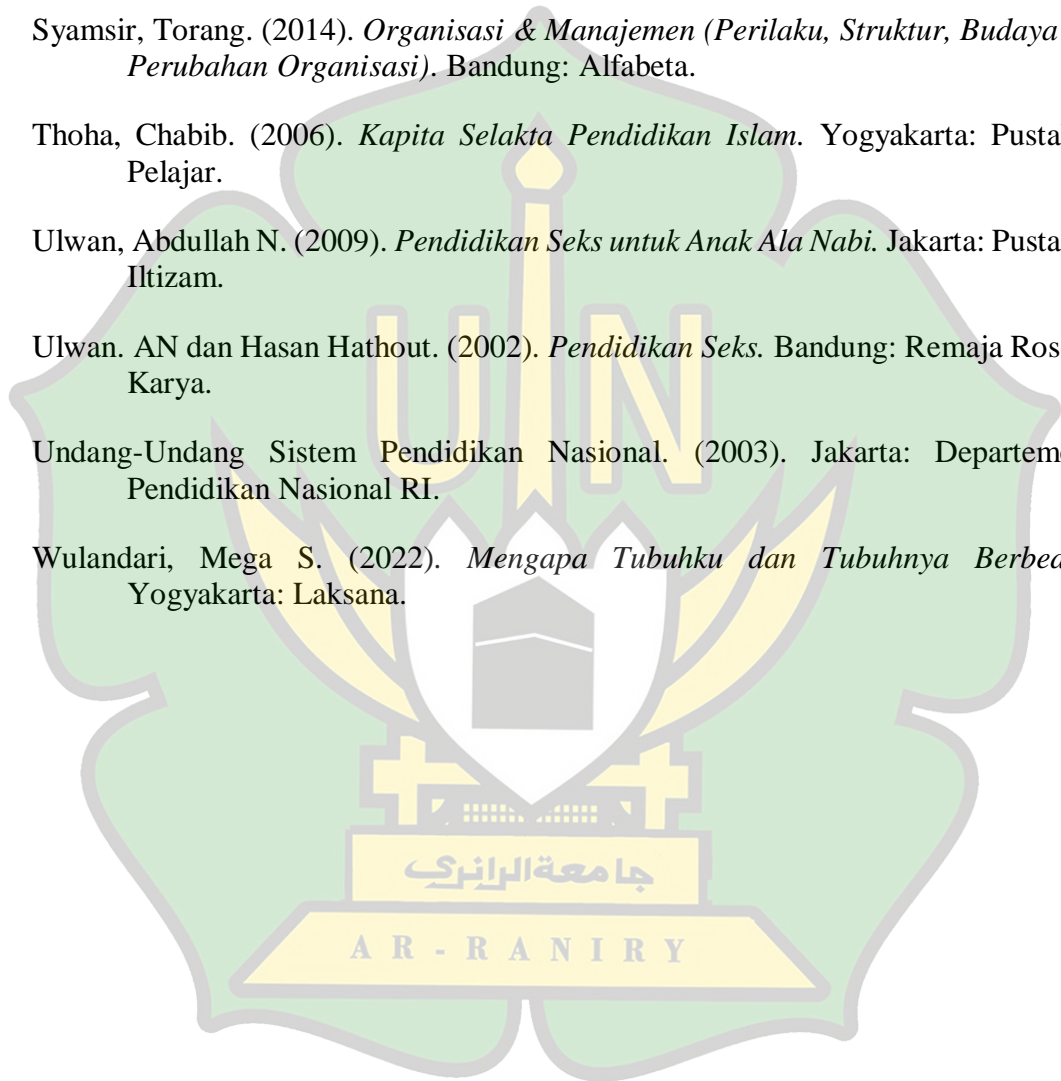 Syamsir, Torang. (2014). Organisasi & Manajemen (Perilaku, Struktur, Budaya
Perubahan Organisasi). Bandung: Alfabeta.
Thoha, Chabib. (2006). Kapita Selakta Pendidikan Islam. Yogyakarta: Pusta
Pelajar.
Ulwan, Abdullah N. (2009). Pendidikan Seks untuk Anak Ala Nabi. Jakarta: Pusta
Iltizam.
Ulwan. AN dan Hasan Hathout. (2002). Pendidikan Seks. Bandung: Remaja Ros
Karya.
Undang-Undang Sistem Pendidikan Nasional. (2003). Jakarta: Departem
Pendidikan Nasional RI.
Wulandari, Mega S. (2022). Mengapa Tubuhku dan Tubuhnya Berbed
Yogyakarta: Laksana.
UIN
جامعةالرانري
AR-RANIRY